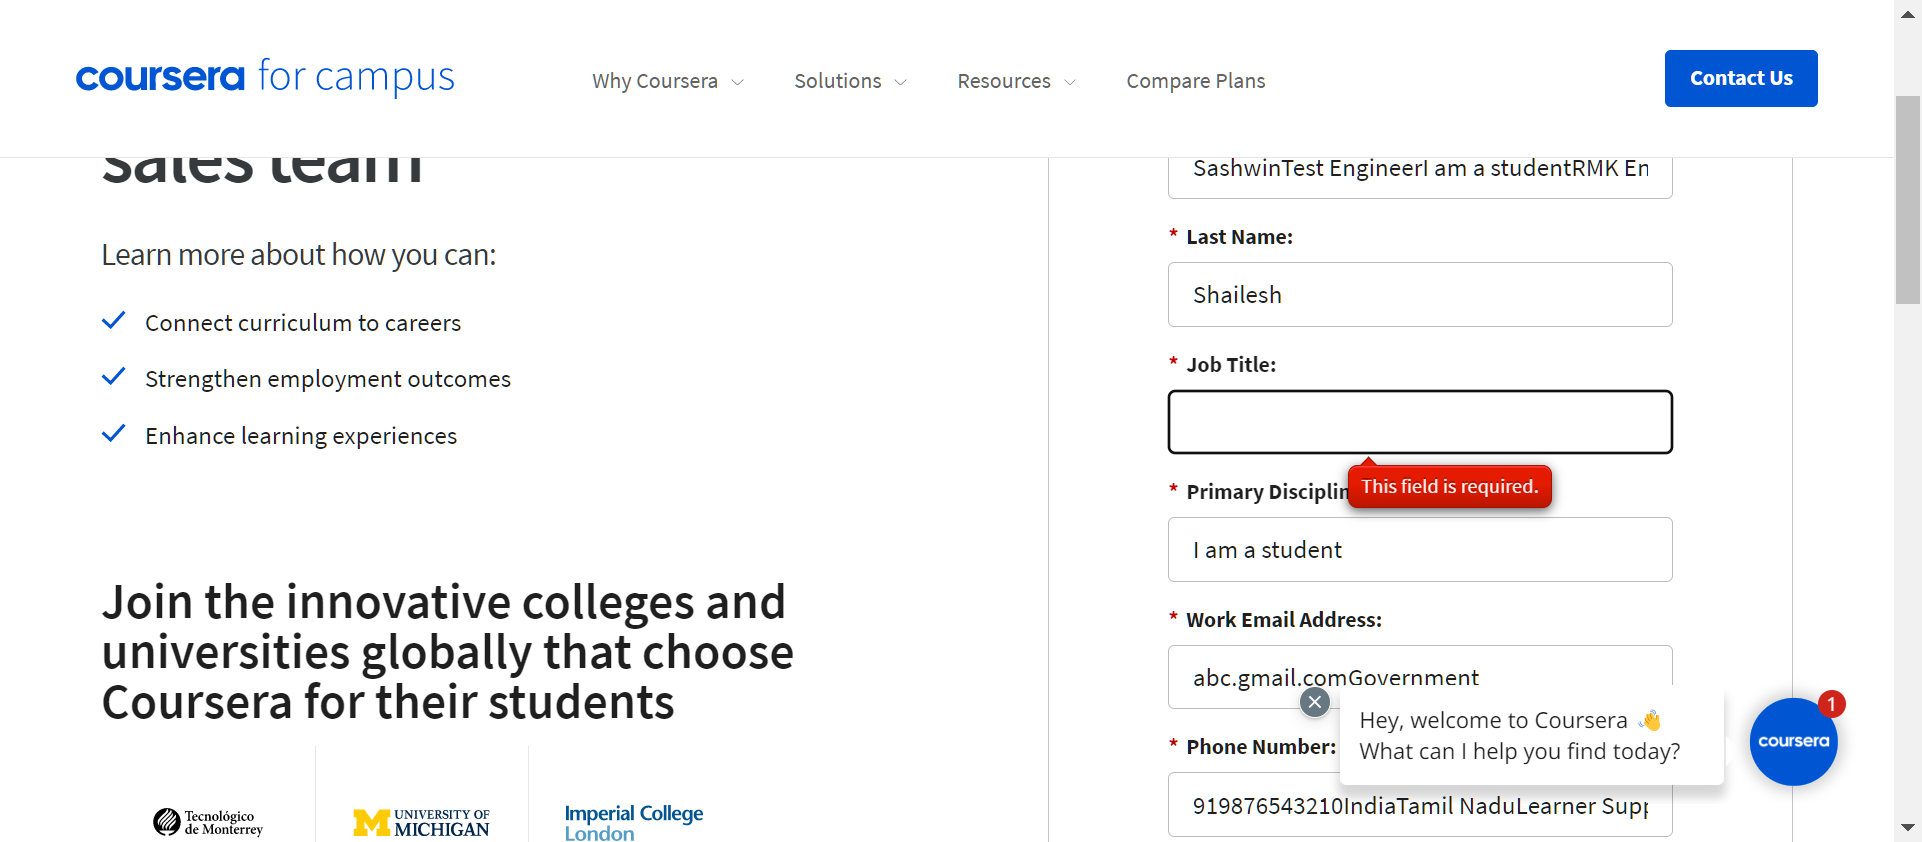 coursera for campus
Why Coursera
Solutions
Resources
Compare Plans
Contact Us
sales team
Learn more about how you can:
Connect curriculum to careers
Strengthen employment outcomes
Enhance learning experiences
Join the innovative colleges and
universities globally that choose
Coursera for their students
Tecnológico
de Monterrey
M UNIVERSITY OF
MICHIGAN
Imperial College
London
SashwinTest EngineerI am a studentRMK En
* Last Name:
Shailesh
* Job Title:
This field is required.
* Primary Disciplin
I am a student
* Work Email Address:
abc.gmail.comGovernment
* Phone Number:
919876543210IndiaTamil NaduLearner Supp
Hey, welcome to Coursera 👋
What can I help you find today?
coursera
1